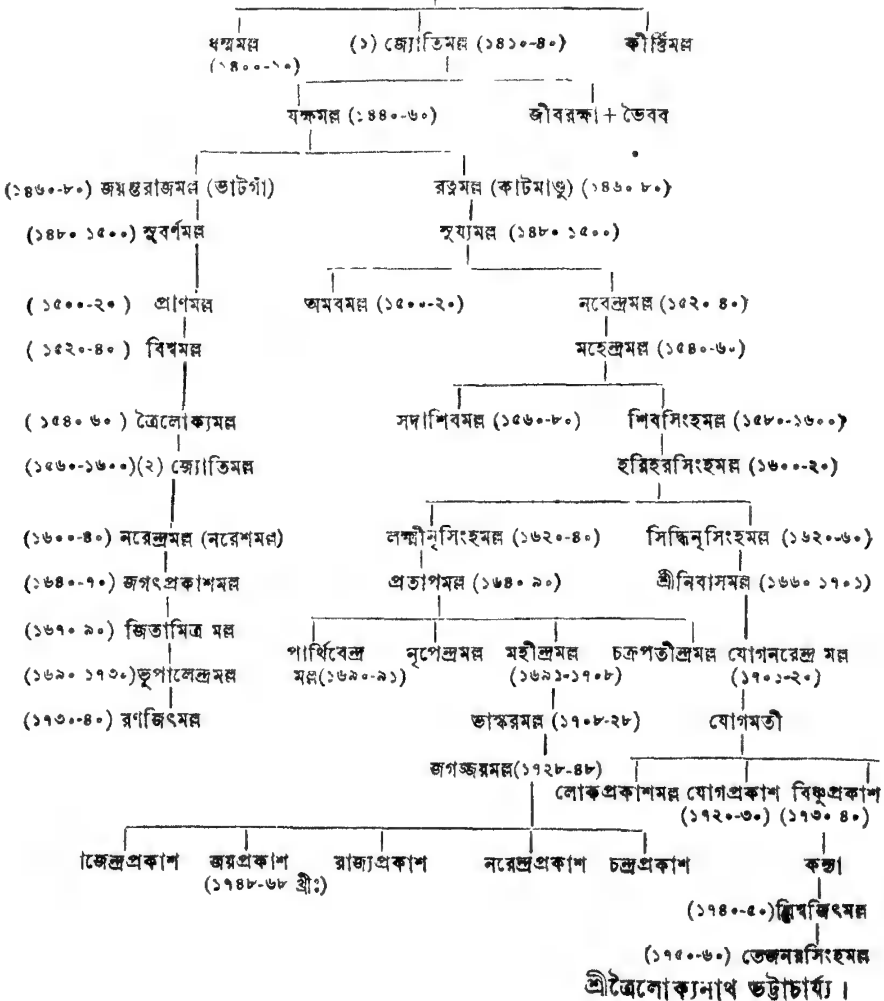 ধর্ম্মমল্ল (১) জ্যোতিমল্ল (১৪১০-৪০) কীর্ত্তিমল্ল
(১৪০০-১০)
যক্ষমল্ল (১৪৪০-৬০) জীবরক্ষা + ভৈবব
(১৪৬০-৮০) জয়ন্তরাজমল্ল (ভাটগাঁ) রত্নমল্ল (কাটমাণ্ডু) (১৪৬০ ৮০)
(১৪৮০ ১৫০০) সুবর্ণমল্ল সূয্যমল্ল (১৪৮০ ১৫০০)
(১৫০০-২০) প্রাণমল্ল অমবমল্ল (১৫০০-২০) নবেন্দ্রমল্ল (১৫২০ ৪০)
(১৫২০-৪০) বিশ্বমল্ল মহেন্দ্রমল্ল (১৫৪০-৬০)
(১৫৪০ ৬০) ত্রৈলোক্যমল্ল সদাশিবমল্ল (১৫৬০-৮০) শিবসিংহমল্ল (১৫৮০-১৬০০)
(১৫৬০-১৬০০)(২) জ্যোতিমল্ল হরিহরসিংহমল্ল (১৬০০-২০)
(১৬০০-৪০) নরেন্দ্রমল্ল (নরেশমল্ল) লক্ষ্মীনৃসিংহমল্ল (১৬২০-৪০) সিদ্ধিনৃসিংহমল্ল (১৬২০-৬০)
(১৬৪০-৭০) জগৎপ্রকাশমল্ল প্রতাপমল্ল (১৬৪০ ৯০) শ্রীনিবাসমল্ল (১৬৬০ ১৭০১)
(১৬৭০ ৯০) জিতামিত্র মল্ল
পার্থিবেন্দ্র নৃপেন্দ্রমল্ল মহীন্দ্রমল্ল চক্রপতীন্দ্রমল্ল যোগনরেন্দ্র মল্ল
(১৬৯০ ১৭৩০)ভূপালেন্দ্রমল্ল মল্ল(১৬৯০-৯১) (১৬৯১-১৭০৮) (১৭০১-২০)
(১৭৩০-৪০) রণজিৎমল্ল ভাস্করমল্ল (১৭০৮-২৮) যোগমতী
জগজ্জয়মল্ল(১৭২৮-৪৮)
লোকপ্রকাশমল্ল যোগপ্রকাশ বিষ্ণুপ্রকাশ
(১৭২০-৩০) (১৭৩০ ৪০)
জয়প্রকাশ রাজ্যপ্রকাশ নরেন্দ্রপ্রকাশ চন্দ্রপ্রকাশ কন্তা
(১৭৪৮-৬৮ খ্রীঃ)
(১৭৪০-৫০)
(১৭৫০-৬০) তেজনরসিংহমল্ল
শ্রীত্রৈলোক্যনাথ ভট্টাচার্য্য।